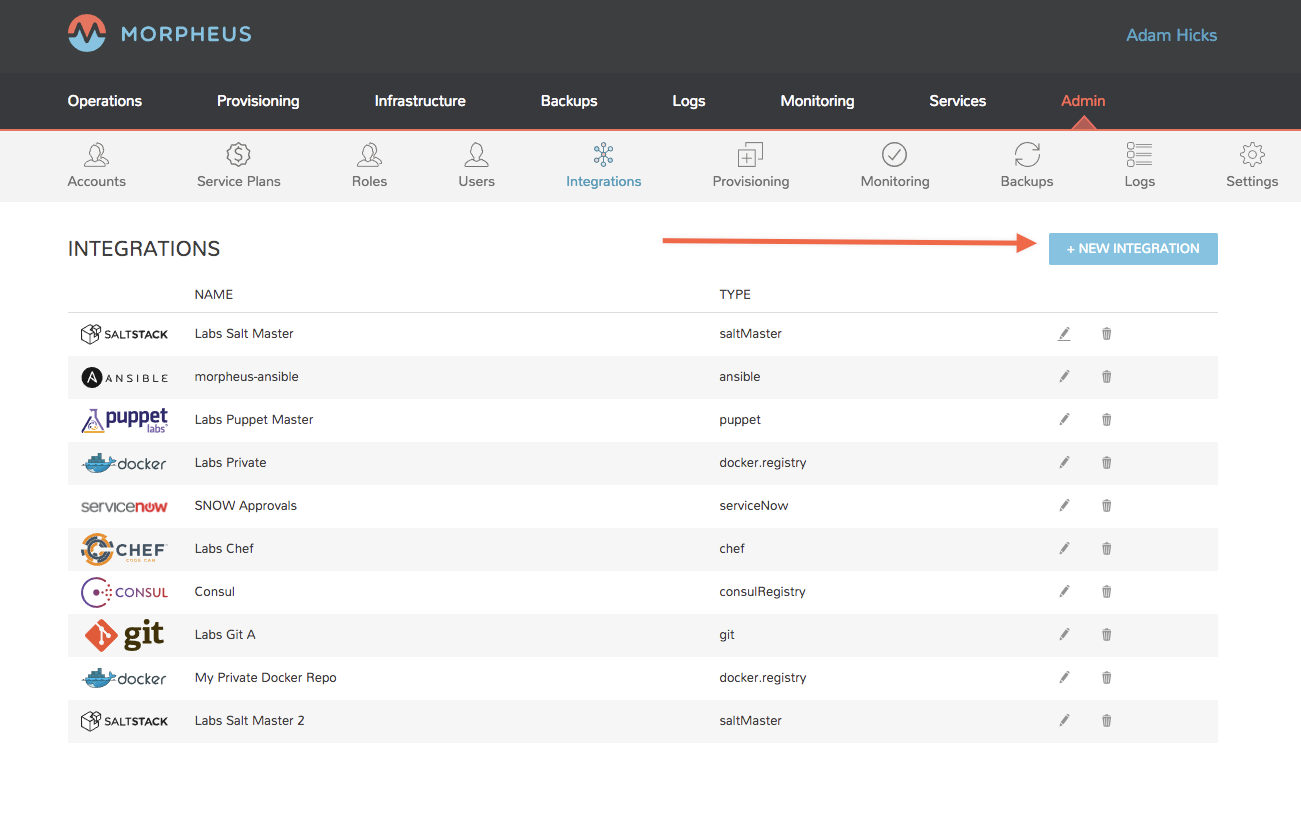 MORPHEUS
Adam Hicks
Operations Provisioning Infrastructure Backups Logs Monitoring Services Admin
Accounts Service Plans Roles Users Integrations Provisioning Monitoring Backups Logs Settings
INTEGRATIONS
+ NEW INTEGRATION
NAME TYPE
SALTSTACK Labs Salt Master saltMaster
ANSIBLE morpheus-ansible ansible
puppet labs Labs Puppet Master puppet
docker Labs Private docker.registry
servicenow SNOW Approvals serviceNow
CHEF CODE CAN Labs Chef chef
CONSUL Consul consulRegistry
git Labs Git A git
docker My Private Docker Repo docker.registry
SALTSTACK Labs Salt Master 2 saltMaster